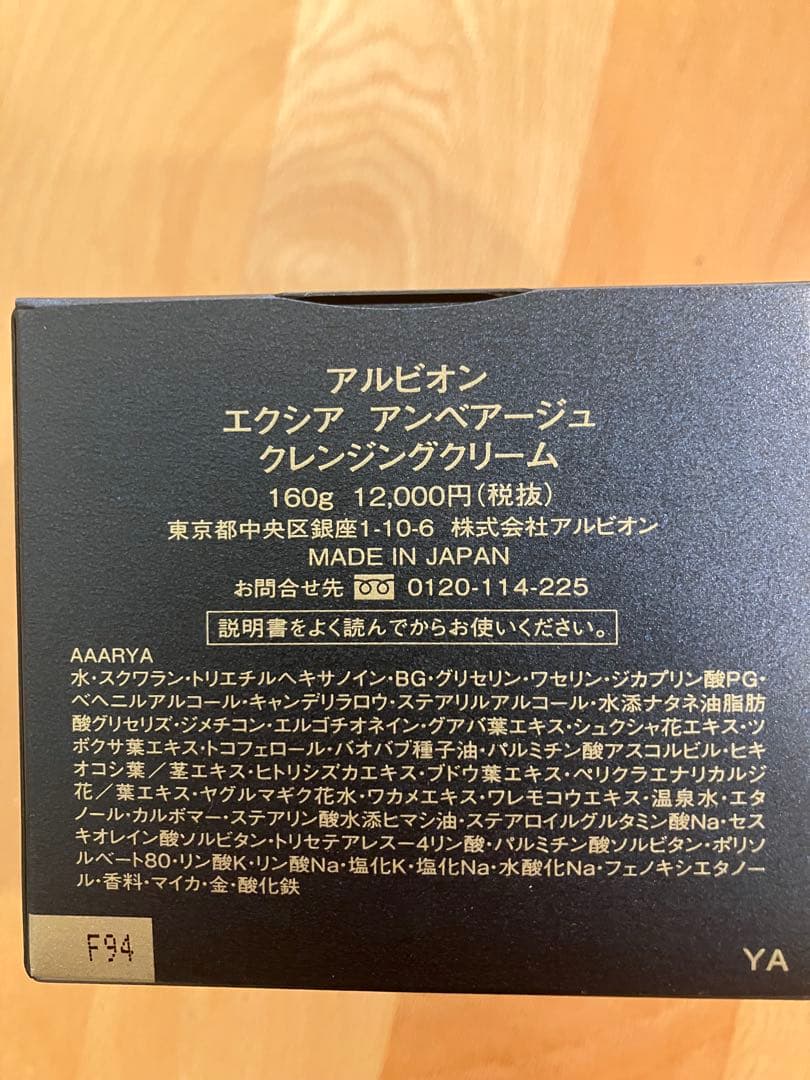 アルビオン
エクシア アンベアージュ
クレンジングクリーム
160g 12,000円(税抜)
東京都中央区銀座1-10-6 株式会社アルビオン
MADE IN JAPAN
お問合せ先 0120-114-225
説明書をよく読んでからお使いください。
AAARYA
水・スクワラン・トリエチルヘキサノイン・BG・グリセリン・ワセリン・ジカプリン酸PG・
ベヘニルアルコール・キャンデリラロウ・ステアリルアルコール・水添ナタネ油脂肪
酸グリセリズ・ジメチコン・エルゴチオネイン・グアバ葉エキス・シュクシャ花エキス・ツ
ボクサ葉エキス・トコフェロール・バオバブ種子油・パルミチン酸アスコルビル・ヒキ
オコシ葉/茎エキス・ヒトリシズカエキス・ブドウ葉エキス・ペリクラエナリカルジ
花/葉エキス・ヤグルマギク花水・ワカメエキス・ワレモコウエキス・温泉水・エタ
ノール・カルボマー・ステアリン酸水添ヒマシ油・ステアロイルグルタミン酸Na・セス
キオレイン酸ソルビタン・トリセテアレス-4リン酸・パルミチン酸ソルビタン・ポリソ
ルベート80・リン酸K・リン酸Na・塩化K・塩化Na・水酸化Na・フェノキシエタノー
ル・香料・マイカ・金・酸化鉄
F94
YA